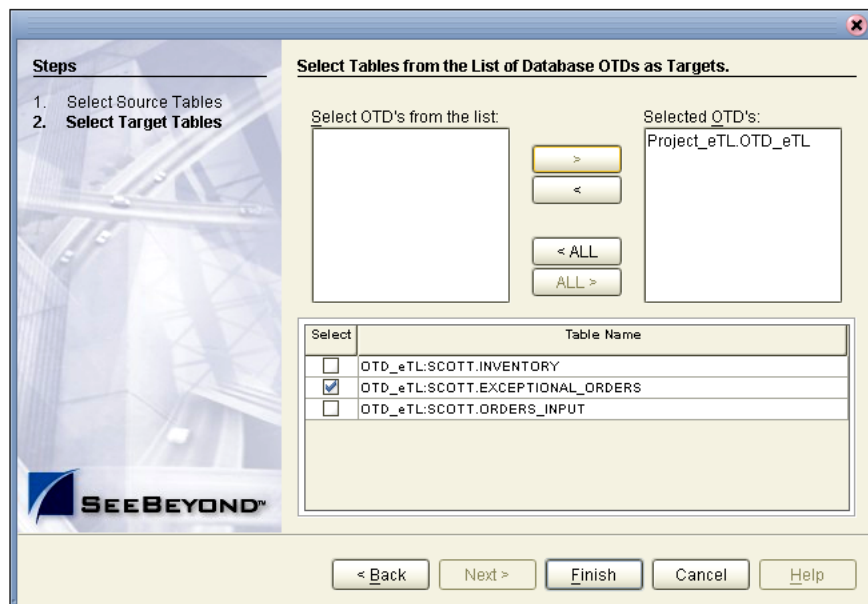 Steps
1. Select Source Tables
2. Select Target Tables
SEEBEYOND™
Select Tables from the List of Database OTDs as Targets.
Select OTD's from the list:
>
<
< ALL
ALL >
Selected OTD's:
Project_eTL.OTD_eTL
Select Table Name
OTD_eTL:SCOTT.INVENTORY
OTD_eTL:SCOTT.EXCEPTIONAL_ORDERS
OTD_eTL:SCOTT.ORDERS_INPUT
< Back Next > Finish Cancel Help